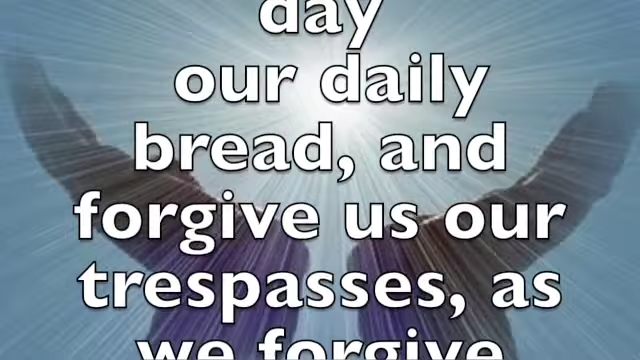 day
our daily
bread, and
forgive us our
trespasses, as
we forgive